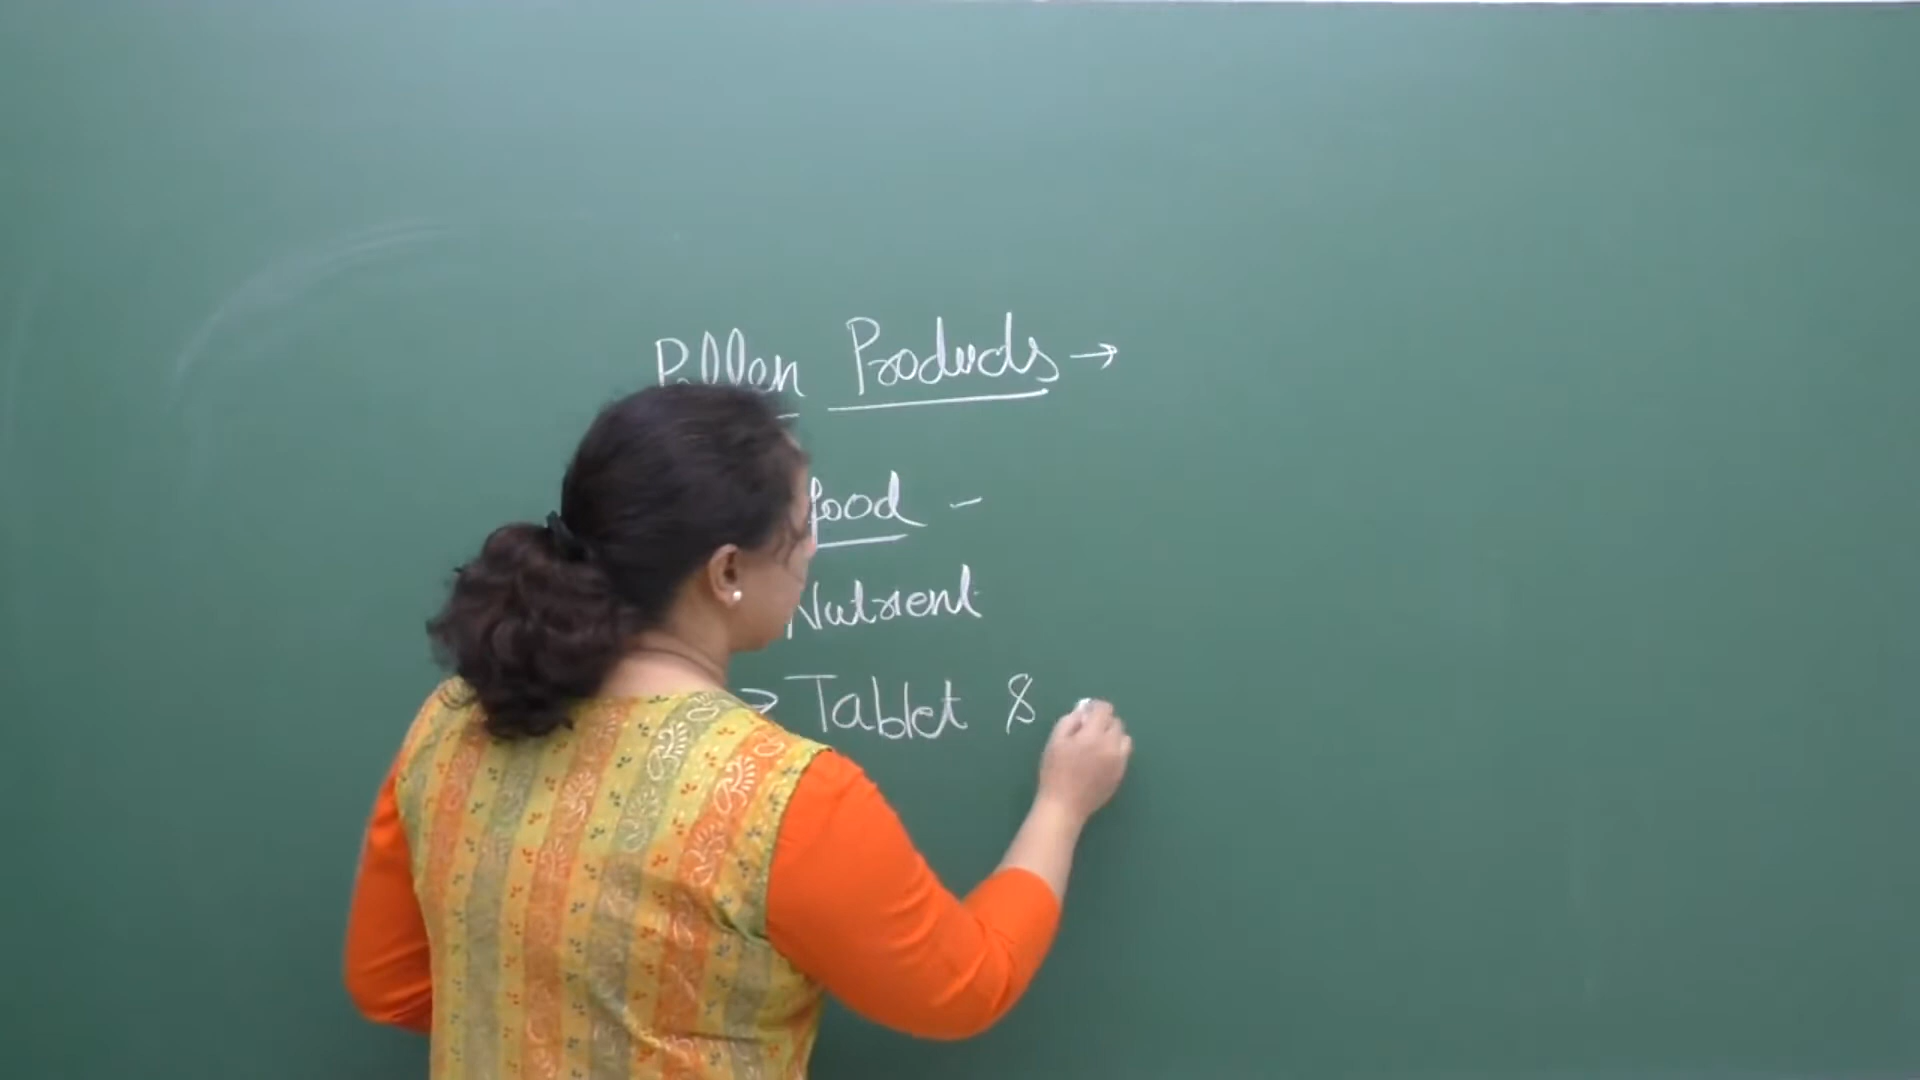 Pollen Products →
food -
Nutrient
→ Tablet &